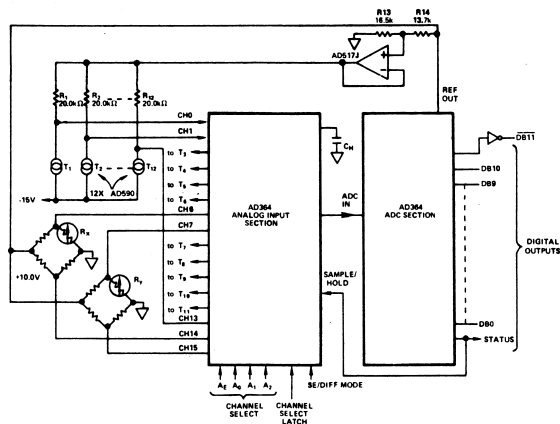 R13
16.5k
R14
13.7k
AD517J
+
−
REF
OUT
R1
20.0kΩ
R2
20.0kΩ
R12
20.0kΩ
CH0
CH1
T1
T2
T12
-15V
12X AD590
to T3
to T4
to T5
to T6
CH6
CH7
to T7
to T8
to T9
to T10
to T11
CH13
CH14
CH15
RX
RY
+10.0V
AD364
ANALOG INPUT
SECTION
CH
ADC
IN
SAMPLE/
HOLD
AD364
ADC SECTION
DB11
DB10
DB9
DB0
STATUS
DIGITAL
OUTPUTS
AE
A0
A1
A2
CHANNEL
SELECT
CHANNEL
SELECT
LATCH
SE/DIFF MODE